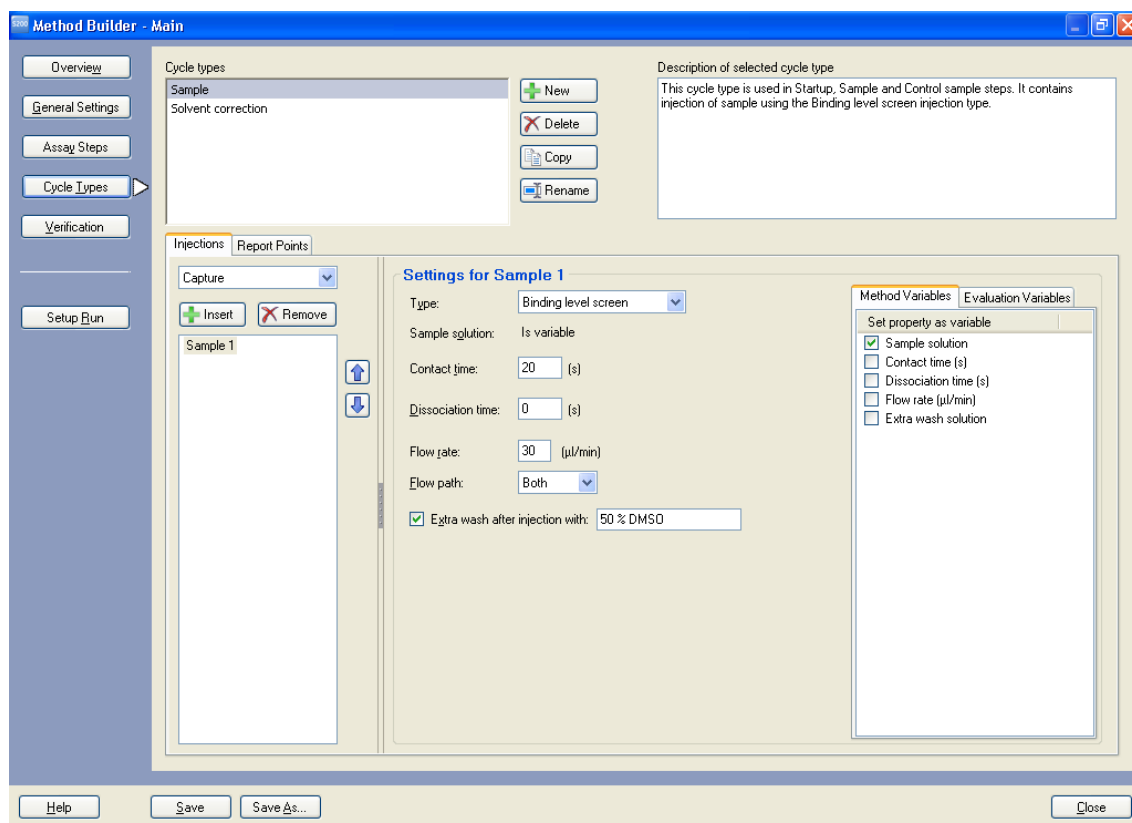 S200 Method Builder - Main
Overview
General Settings
Assay Steps
Cycle Types
Verification
Setup Run
Cycle types
Sample
Solvent correction
New
Delete
Copy
Rename
Description of selected cycle type
This cycle type is used in Startup, Sample and Control sample steps. It contains
injection of sample using the Binding level screen injection type.
Injections Report Points
Capture
Insert Remove
Sample 1
Settings for Sample 1
Type: Binding level screen
Sample solution: Is variable
Contact time: 20 (s)
Dissociation time: 0 (s)
Flow rate: 30 (µl/min)
Flow path: Both
Extra wash after injection with: 50 % DMSO
Method Variables Evaluation Variables
Set property as variable
Sample solution
Contact time (s)
Dissociation time (s)
Flow rate (µl/min)
Extra wash solution
Help Save Save As... Close